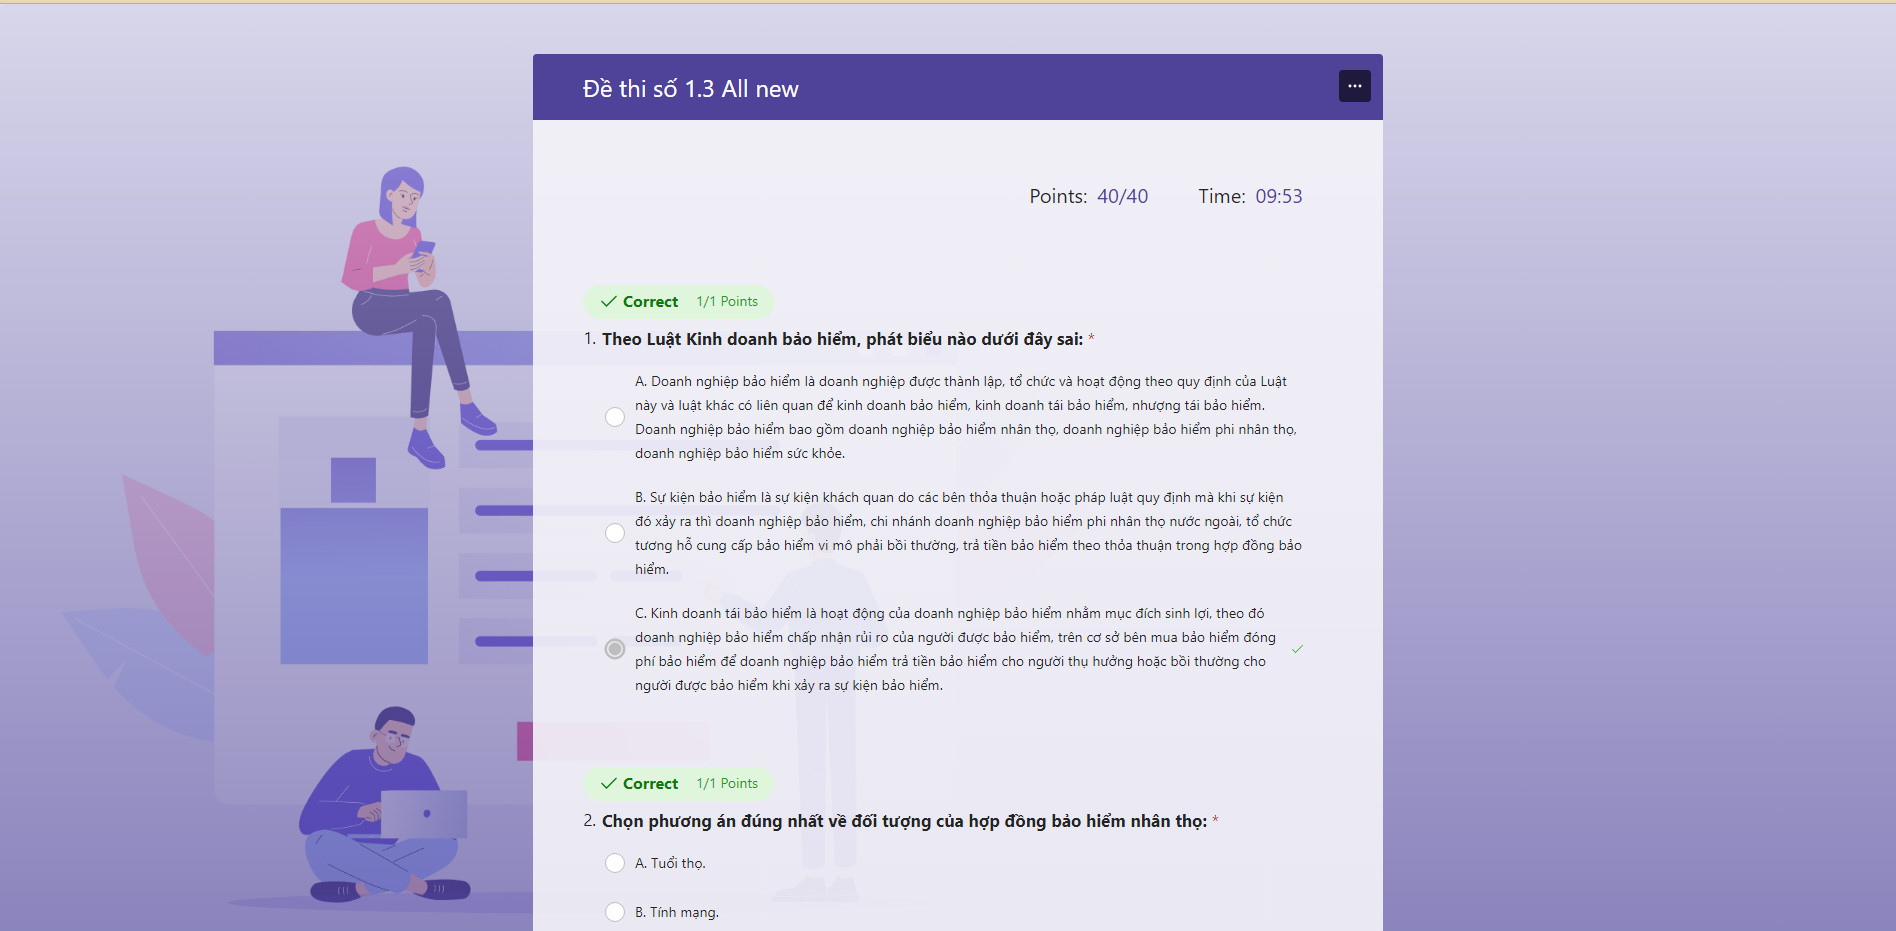 Đề thi số 1.3 All new
Points: 40/40 Time: 09:53
Correct 1/1 Points
1. Theo Luật Kinh doanh bảo hiểm, phát biểu nào dưới đây sai: *
A. Doanh nghiệp bảo hiểm là doanh nghiệp được thành lập, tổ chức và hoạt động theo quy định của Luật
này và luật khác có liên quan để kinh doanh bảo hiểm, kinh doanh tái bảo hiểm, nhượng tái bảo hiểm.
Doanh nghiệp bảo hiểm bao gồm doanh nghiệp bảo hiểm nhân thọ, doanh nghiệp bảo hiểm phi nhân thọ,
doanh nghiệp bảo hiểm sức khỏe.
B. Sự kiện bảo hiểm là sự kiện khách quan do các bên thỏa thuận hoặc pháp luật quy định mà khi sự kiện
đó xảy ra thì doanh nghiệp bảo hiểm, chi nhánh doanh nghiệp bảo hiểm phi nhân thọ nước ngoài, tổ chức
tương hỗ cung cấp bảo hiểm vi mô phải bồi thường, trả tiền bảo hiểm theo thỏa thuận trong hợp đồng bảo
hiểm.
C. Kinh doanh tái bảo hiểm là hoạt động của doanh nghiệp bảo hiểm nhằm mục đích sinh lợi, theo đó
doanh nghiệp bảo hiểm chấp nhận rủi ro của người được bảo hiểm, trên cơ sở bên mua bảo hiểm đóng
phí bảo hiểm để doanh nghiệp bảo hiểm trả tiền bảo hiểm cho người thụ hưởng hoặc bồi thường cho
người được bảo hiểm khi xảy ra sự kiện bảo hiểm.
Correct 1/1 Points
2. Chọn phương án đúng nhất về đối tượng của hợp đồng bảo hiểm nhân thọ: *
A. Tuổi thọ.
B. Tính mạng.